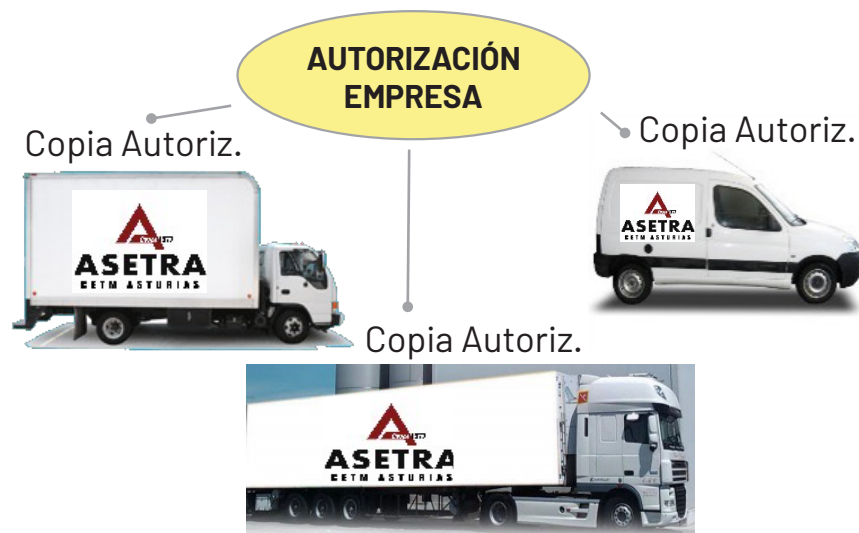 AUTORIZACIÓN
EMPRESA
Copia Autoriz.
Copia Autoriz.
ASETRA
CETM ASTURIAS
ASETRA
CETM ASTURIAS
Copia Autoriz.
ASETRA
CETM ASTURIAS